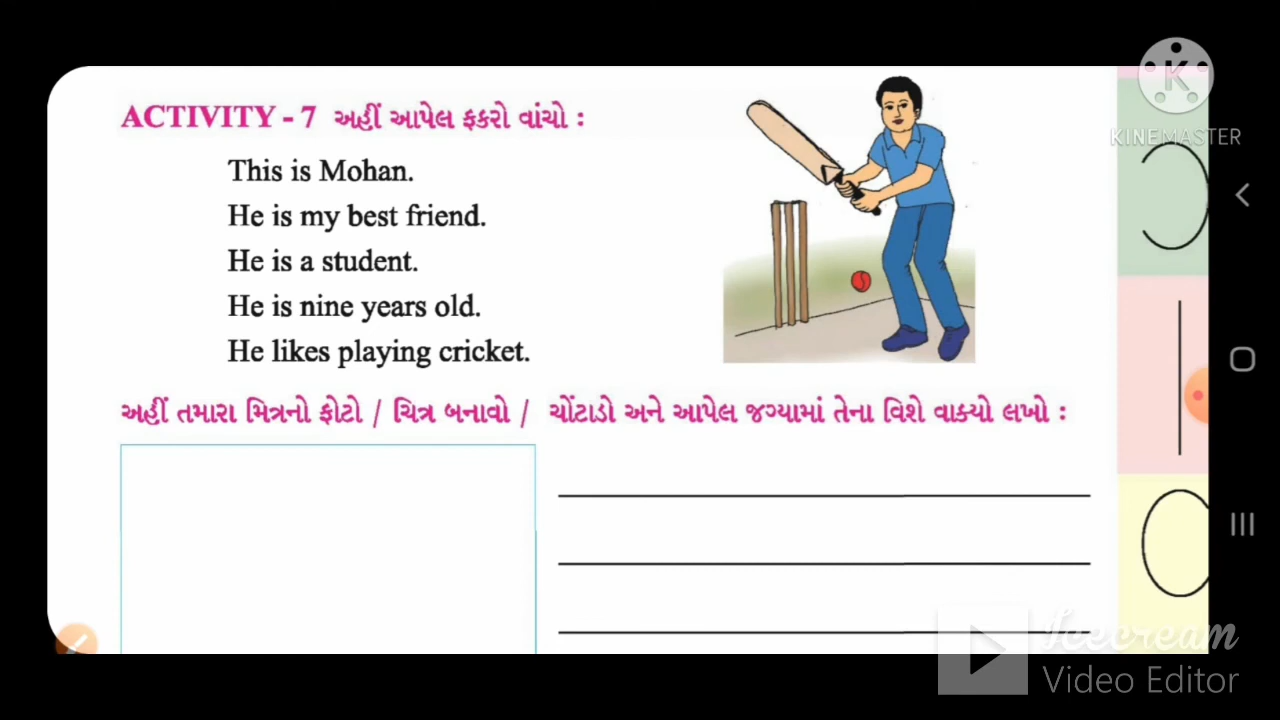 ACTIVITY - 7 અહીં આપેલ ફકરો વાંચો :
This is Mohan.
He is my best friend.
He is a student.
He is nine years old.
He likes playing cricket.
અહીં તમારા મિત્રનો ફોટો / ચિત્ર બનાવો / ચોંટાડો અને આપેલ જગ્યામાં તેના વિશે વાક્યો લખો :
K
KINEMASTER
Icecream
Video Editor